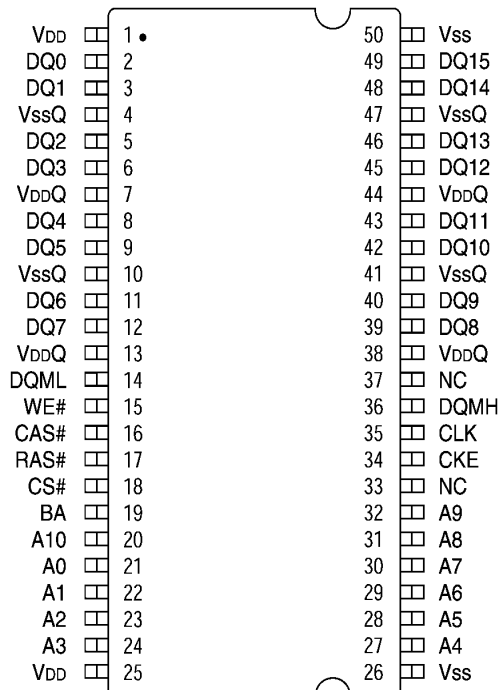 VDD 1 50 Vss
DQ0 2 49 DQ15
DQ1 3 48 DQ14
VssQ 4 47 VssQ
DQ2 5 46 DQ13
DQ3 6 45 DQ12
VDDQ 7 44 VDDQ
DQ4 8 43 DQ11
DQ5 9 42 DQ10
VssQ 10 41 VssQ
DQ6 11 40 DQ9
DQ7 12 39 DQ8
VDDQ 13 38 VDDQ
DQML 14 37 NC
WE# 15 36 DQMH
CAS# 16 35 CLK
RAS# 17 34 CKE
CS# 18 33 NC
BA 19 32 A9
A10 20 31 A8
A0 21 30 A7
A1 22 29 A6
A2 23 28 A5
A3 24 27 A4
VDD 25 26 Vss